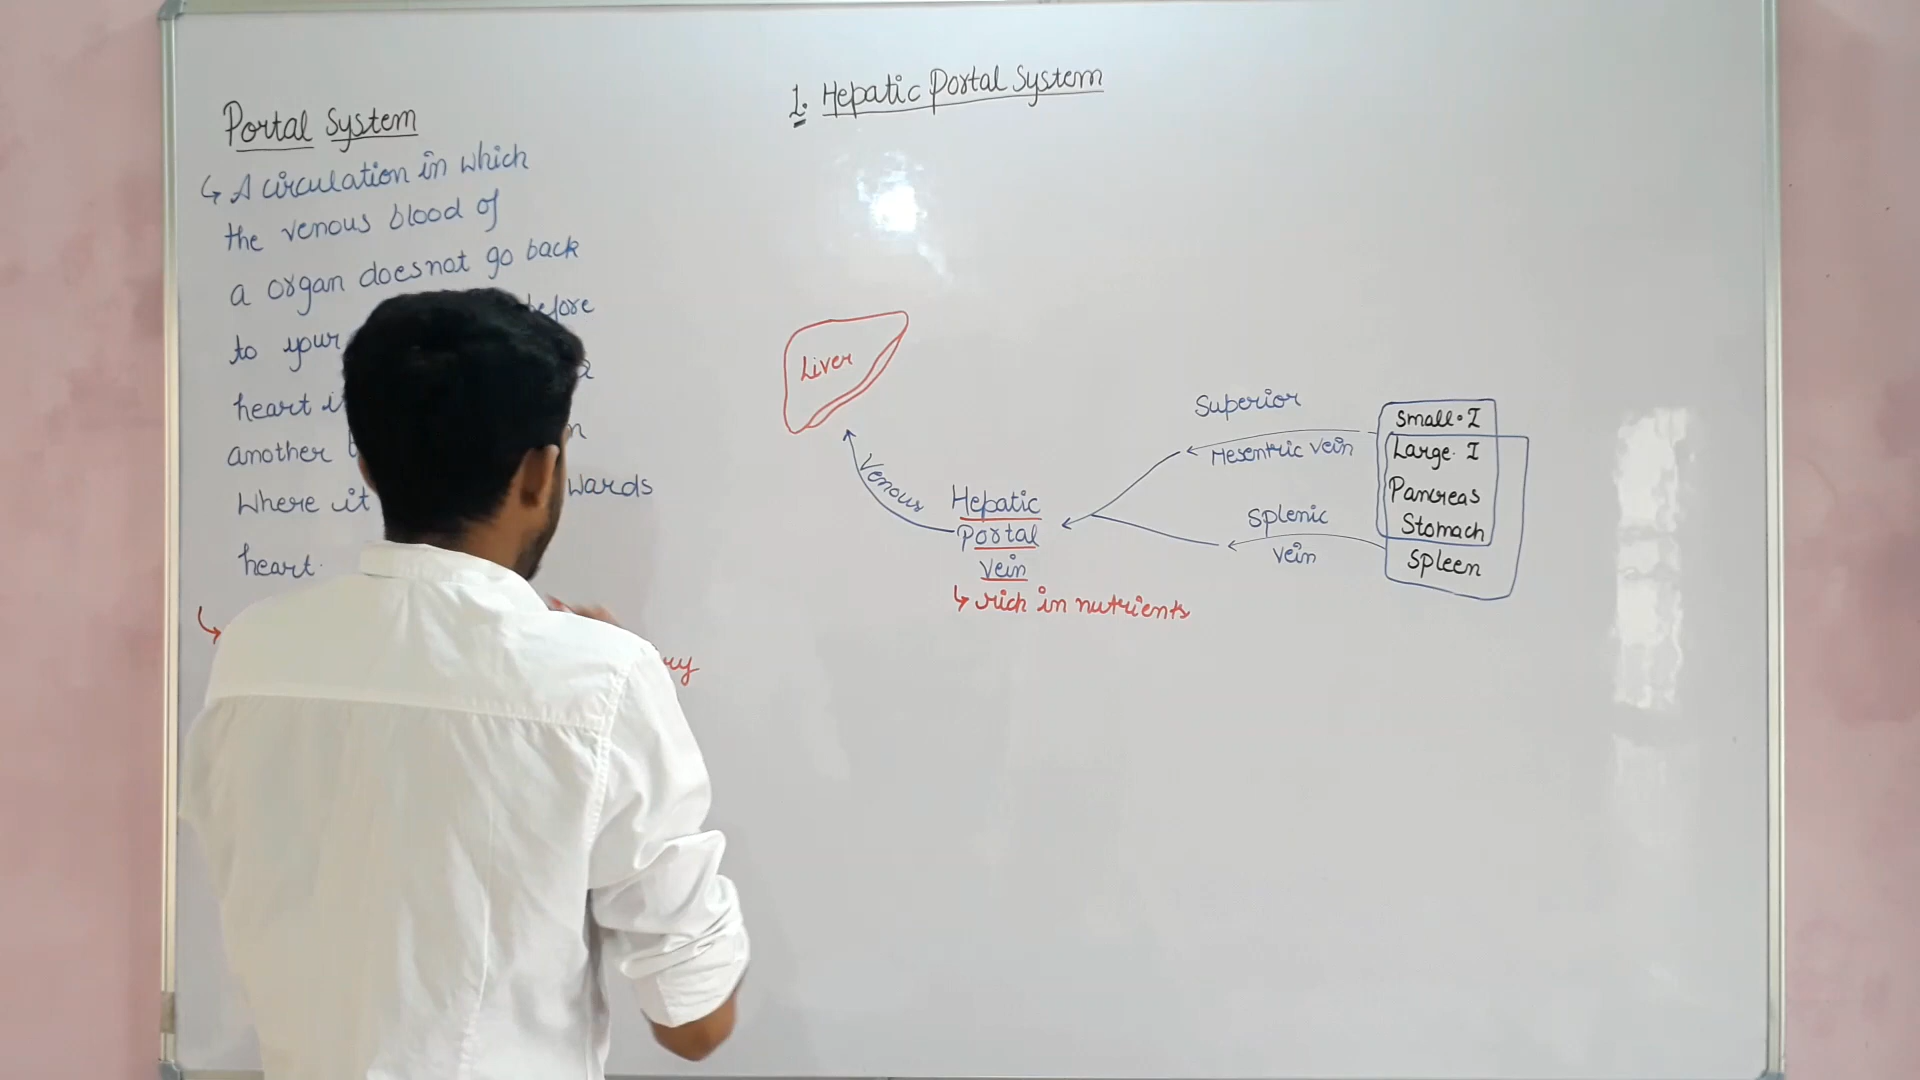 Portal System
↳ A circulation in which
the venous blood of
a organ doesnot go back
to your before
heart
another
Where it wards
heart.
1. Hepatic Portal System
Liver
Venous
Hepatic
Portal
Vein
↳ rich in nutrients
Superior
Mesentric vein
Splenic
vein
Small. I
Large. I
Pancreas
Stomach
Spleen